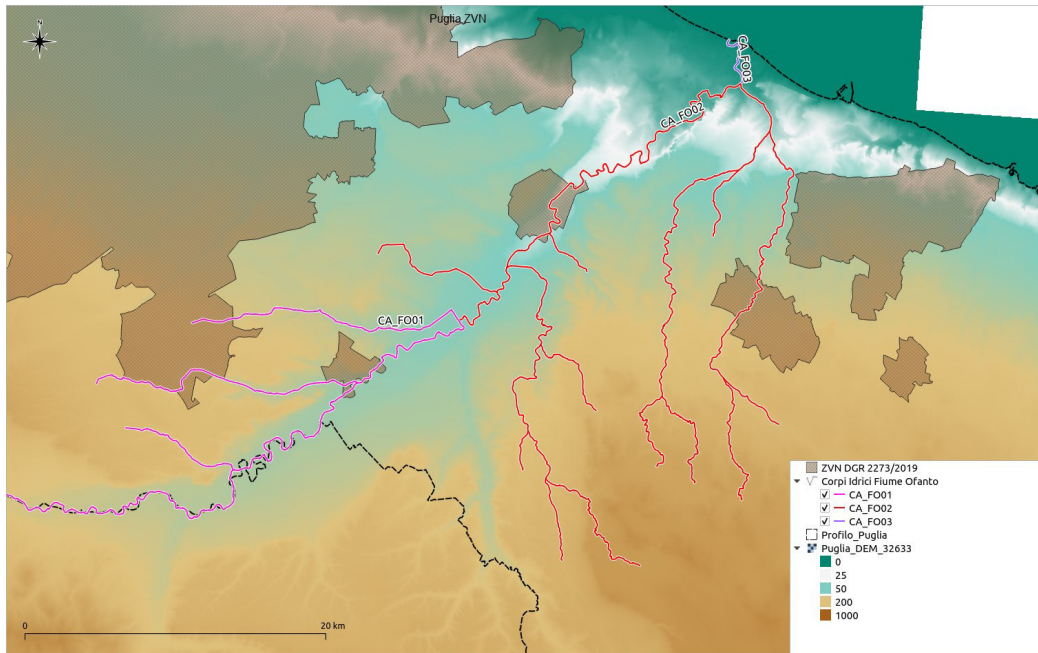 Puglia ZVN
N
CA_FO03
CA_FO02
CA_FO01
ZVN DGR 2273/2019
Corpi Idrici Fiume Ofanto
CA_FO01
CA_FO02
CA_FO03
Profilo_Puglia
Puglia_DEM_32633
0
25
50
200
1000
0 20 km